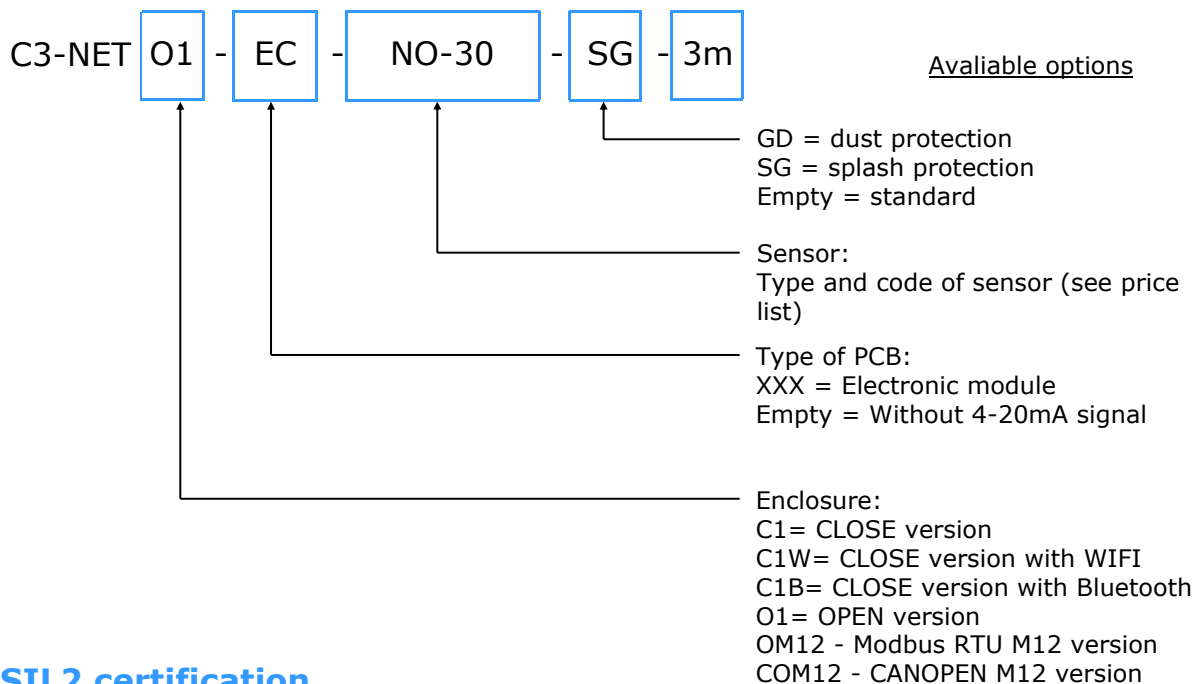 C3-NET O1 - EC - NO-30 - SG - 3m
Avaliable options
GD = dust protection
SG = splash protection
Empty = standard
Sensor:
Type and code of sensor (see price
list)
Type of PCB:
XXX = Electronic module
Empty = Without 4-20mA signal
Enclosure:
C1= CLOSE version
C1W= CLOSE version with WIFI
C1B= CLOSE version with Bluetooth
O1= OPEN version
OM12 - Modbus RTU M12 version
COM12 - CANOPEN M12 version
SIL2 certification